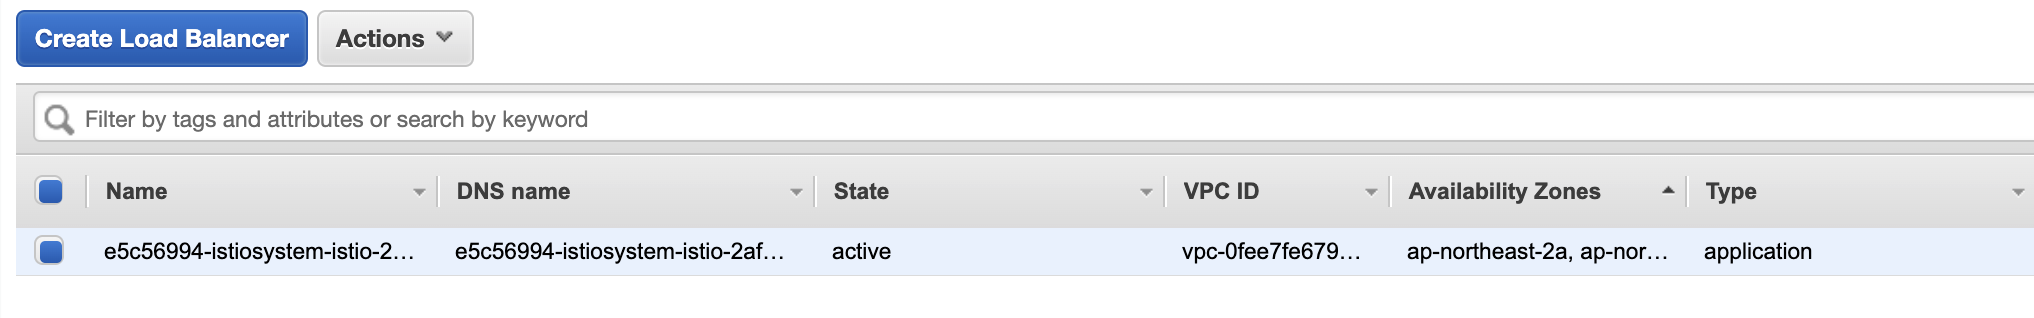 Create Load Balancer Actions
Filter by tags and attributes or search by keyword
Name DNS name State VPC ID Availability Zones Type
e5c56994-istiosystem-istio-2... e5c56994-istiosystem-istio-2af... active vpc-0fee7fe679... ap-northeast-2a, ap-nor... application